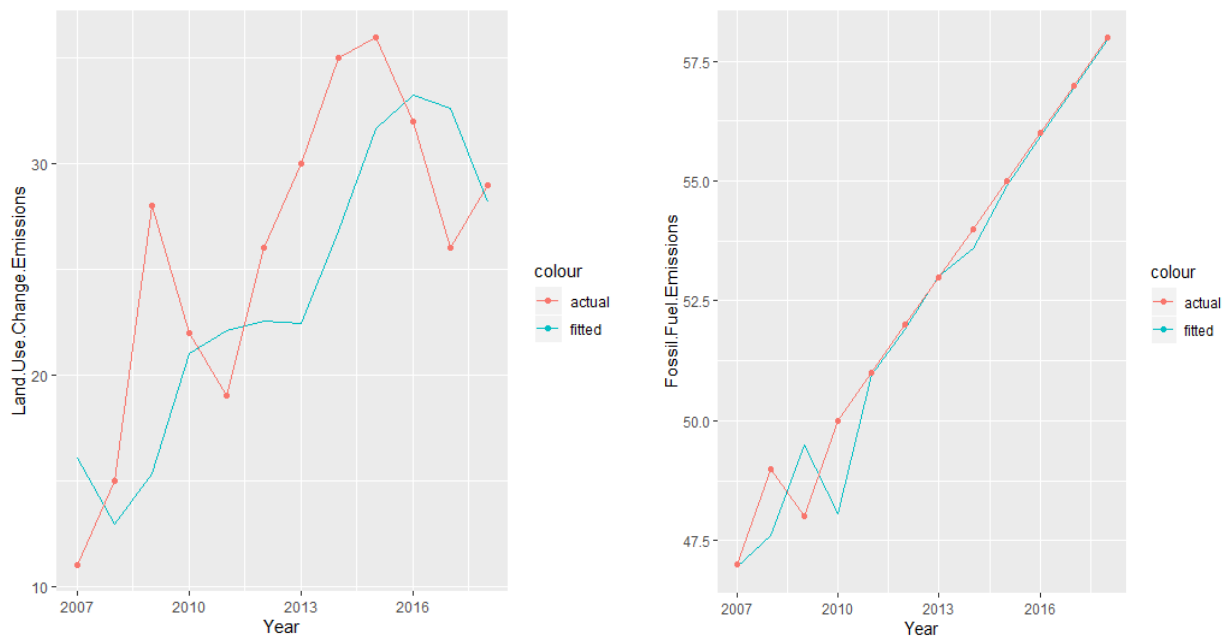 Land.Use.Change.Emissions
30
20
10
2007 2010 2013 2016
Year
colour
actual
fitted
Fossil.Fuel.Emissions
57.5
55.0
52.5
50.0
47.5
2007 2010 2013 2016
Year
colour
actual
fitted